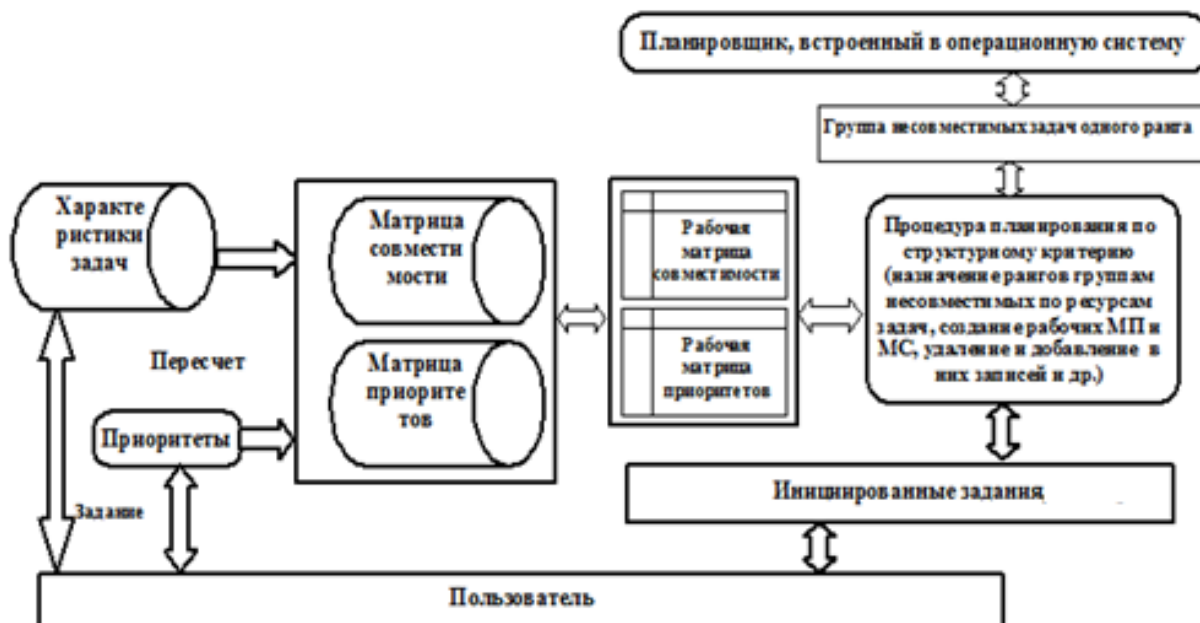 Планировщик, встроенный в операционную систему
Группа несовместимых задач одного ранга
Характе
ристики
задач
Матрица
совмести
мости
Рабочая
матрица
совместимости
Процедура планирования по
структурному критерию
(назначение рангов группам
несовместимых по ресурсам
задач, создание рабочих МП и
МС, удаление и добавление в
них записей и др.)
Пересчет
Матрица
приорите
тов
Рабочая
матрица
приоритетов
Приоритеты
Задание
Инициированные задания
Пользователь